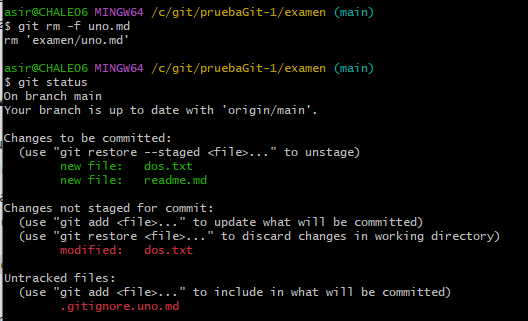 asir@CHALE06 MINGW64 /c/git/pruebaGit-1/examen (main)
$ git rm -f uno.md
rm 'examen/uno.md'
asir@CHALE06 MINGW64 /c/git/pruebaGit-1/examen (main)
$ git status
On branch main
Your branch is up to date with 'origin/main'.
Changes to be committed:
  (use "git restore --staged <file>..." to unstage)
        new file:   dos.txt
        new file:   readme.md
Changes not staged for commit:
  (use "git add <file>..." to update what will be committed)
  (use "git restore <file>..." to discard changes in working directory)
        modified:   dos.txt
Untracked files:
  (use "git add <file>..." to include in what will be committed)
        .gitignore.uno.md